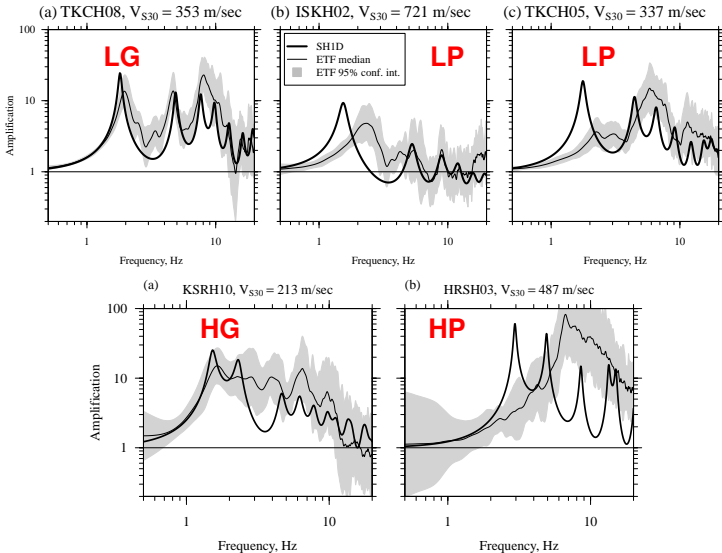 (a) TKCH08, VS30 = 353 m/sec
(b) ISKH02, VS30 = 721 m/sec
(c) TKCH05, VS30 = 337 m/sec
LG
LP
LP
SH1D
ETF median
ETF 95% conf. int.
Amplification
100
10
1
1
10
1
10
1
10
Frequency, Hz
Frequency, Hz
Frequency, Hz
(a)
KSRH10, VS30 = 213 m/sec
(b)
HRSH03, VS30 = 487 m/sec
HG
HP
Amplification
100
10
1
1
10
1
10
Frequency, Hz
Frequency, Hz